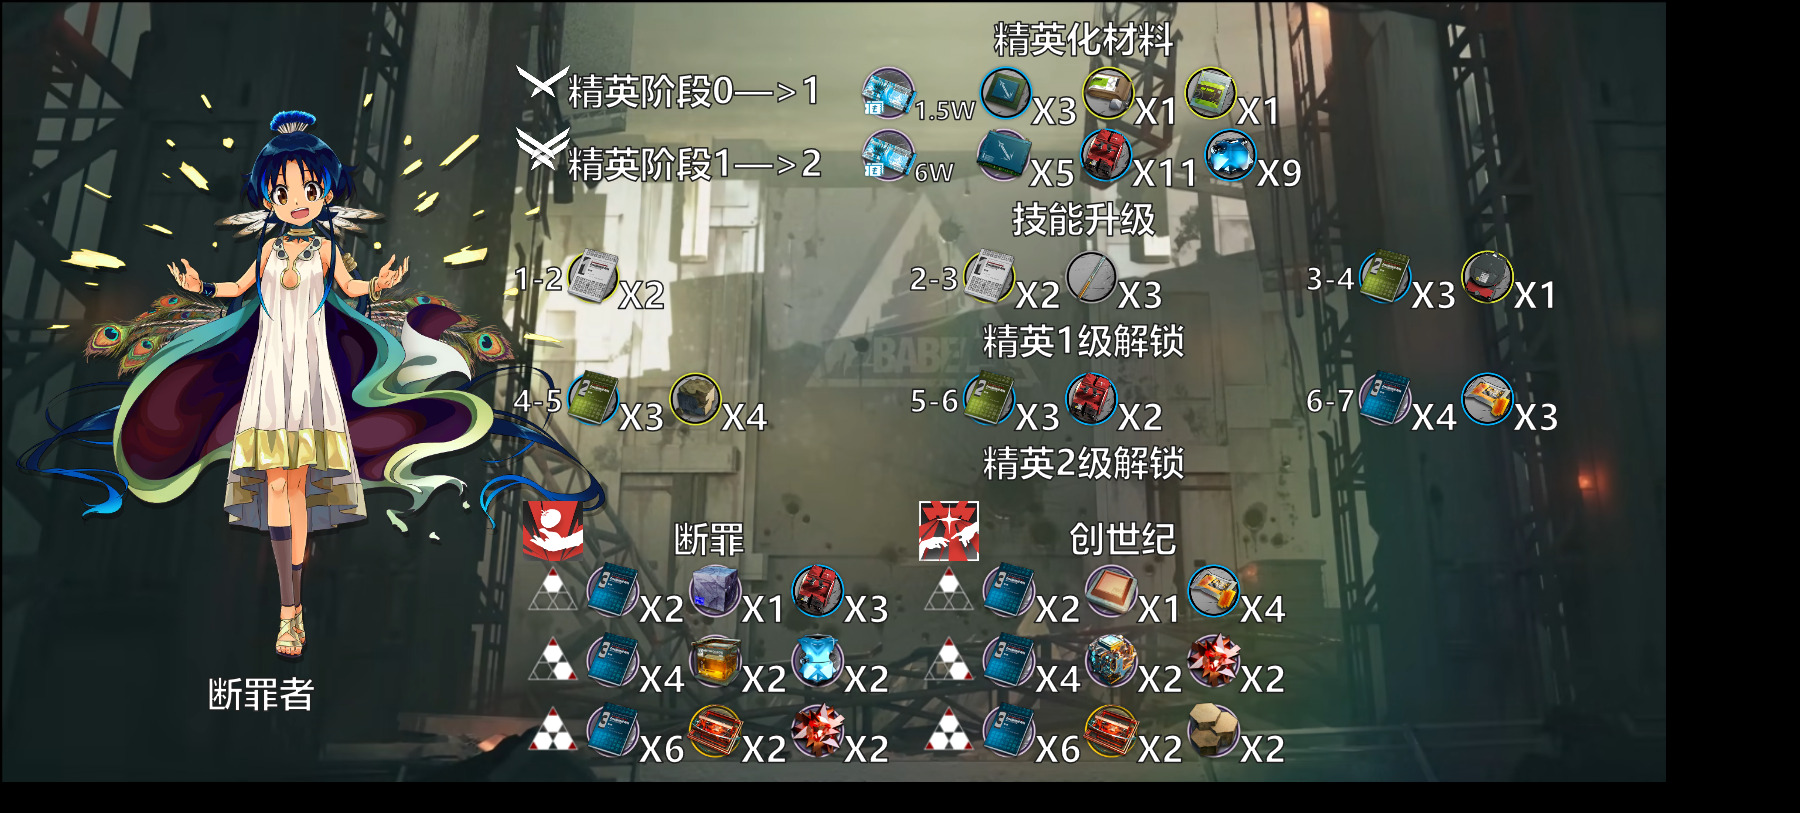 精英化材料
精英阶段0—>1 1.5W X3 X1 X1
精英阶段1—>2 6W X5 X11 X9
技能升级
1-2 X2 2-3 X2 X3 3-4 X3 X1
精英1级解锁
BABEL
4-5 X3 X4 5-6 X3 X2 6-7 X4 X3
精英2级解锁
断罪 创世纪
X2 X1 X3 X2 X1 X4
X4 X2 X2 X4 X2 X2
断罪者
X6 X2 X2 X6 X2 X2